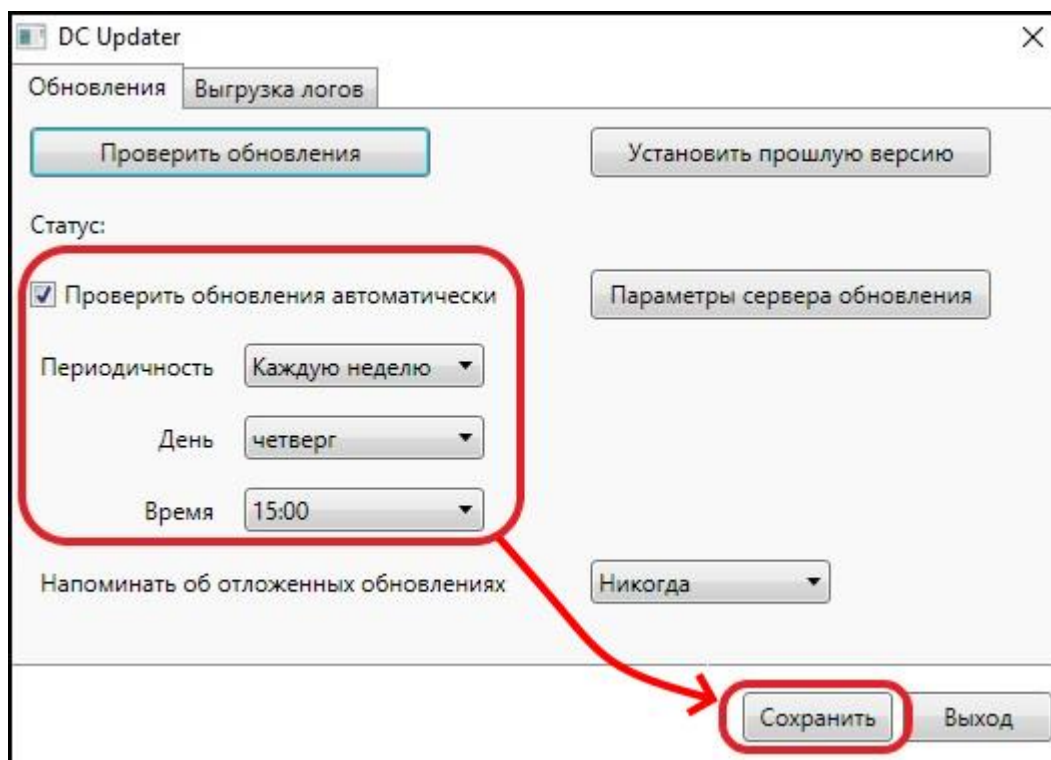 DC Updater
Обновления Выгрузка логов
Проверить обновления Установить прошлую версию
Статус:
Проверить обновления автоматически Параметры сервера обновления
Периодичность Каждую неделю
День четверг
Время 15:00
Напоминать об отложенных обновлениях Никогда
Сохранить Выход